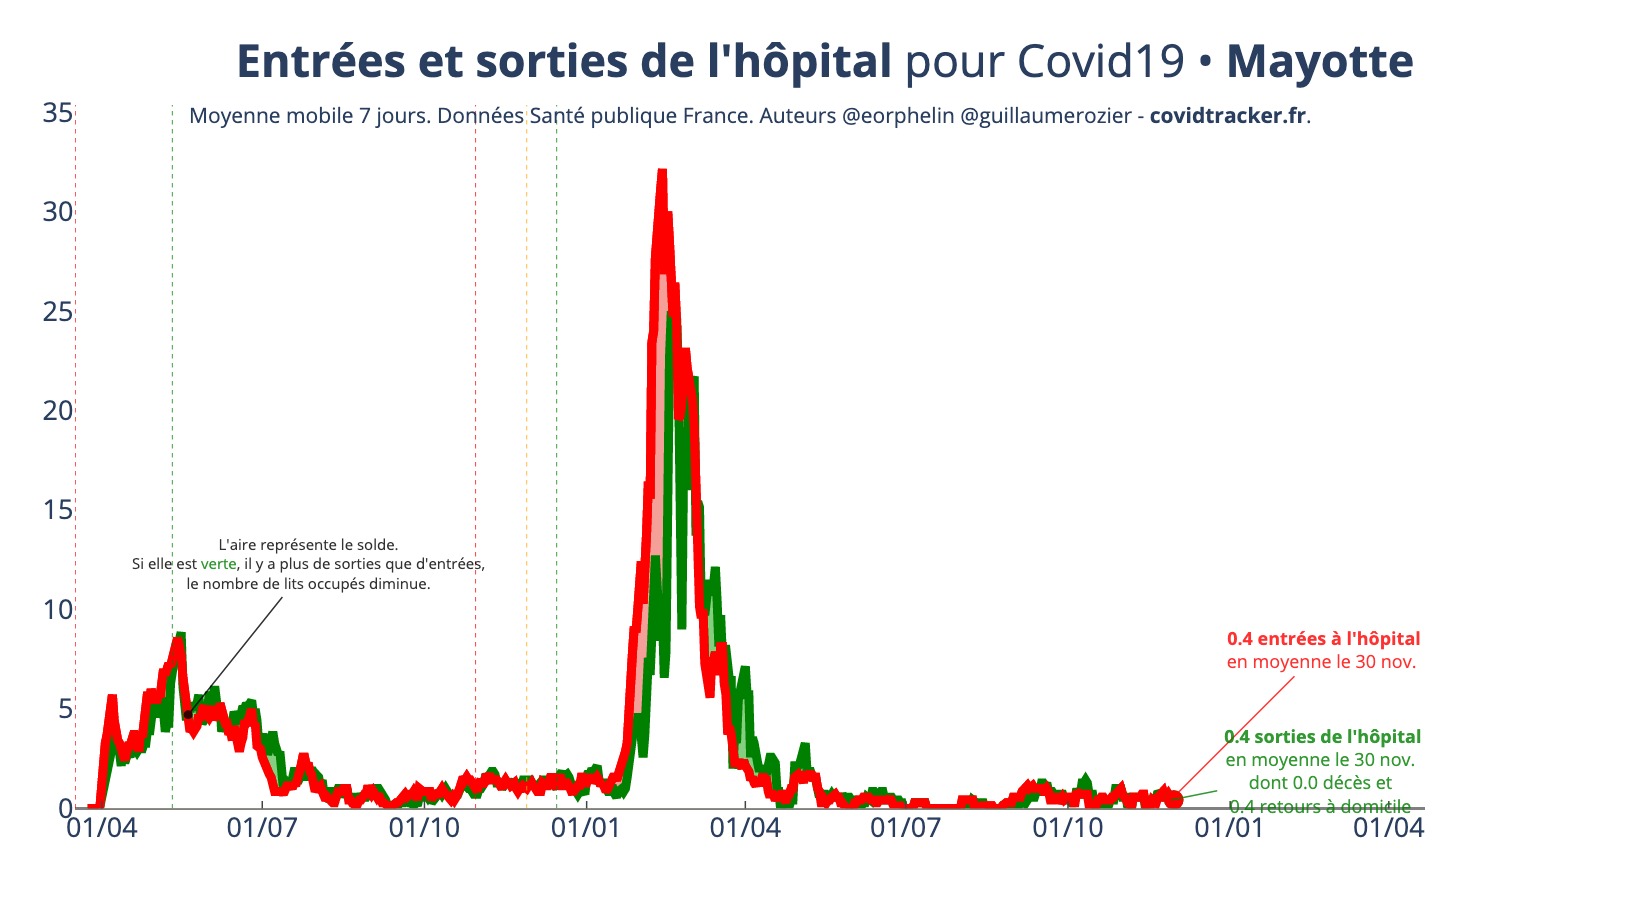 Entrées et sorties de l'hôpital pour Covid19 • Mayotte
Moyenne mobile 7 jours. Données Santé publique France. Auteurs @eorphelin @guillaumerozier - covidtracker.fr.
35
30
25
20
15
10
5
0
L'aire représente le solde.
Si elle est verte, il y a plus de sorties que d'entrées,
le nombre de lits occupés diminue.
0.4 entrées à l'hôpital
en moyenne le 30 nov.
0.4 sorties de l'hôpital
en moyenne le 30 nov.
dont 0.0 décès et
0.4 retours à domicile
01/04 01/07 01/10 01/01 01/04 01/07 01/10 01/01 01/04